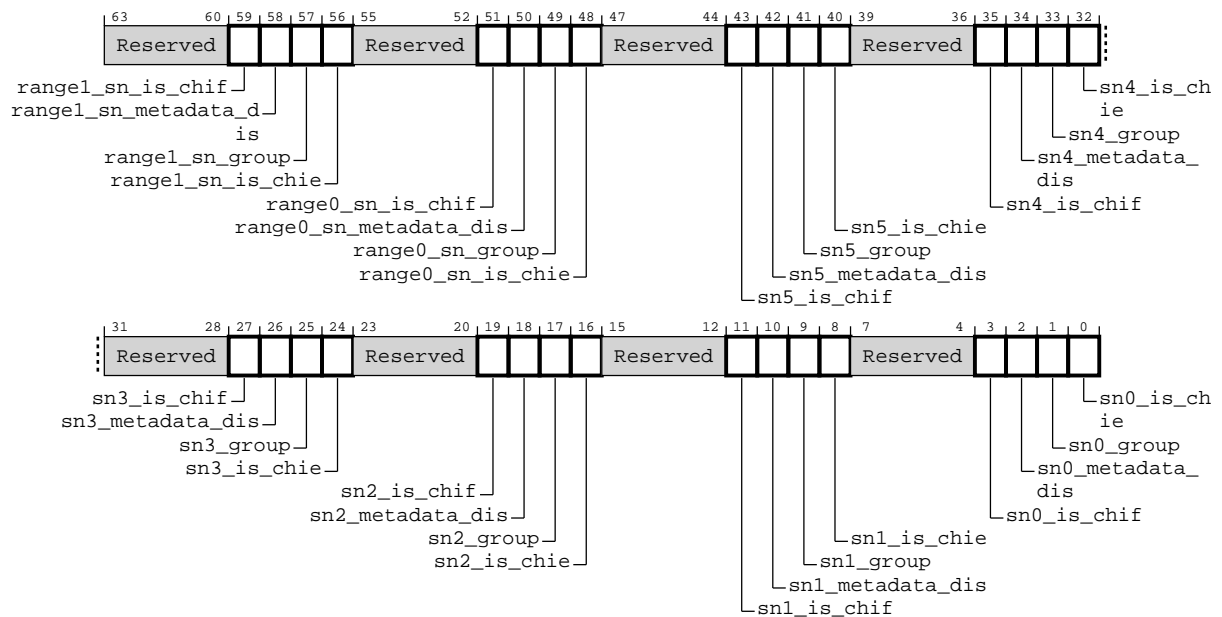 63 60 59 58 57 56 55 52 51 50 49 48 47 44 43 42 41 40 39 36 35 34 33 32
Reserved Reserved Reserved Reserved
range1_sn_is_chif
range1_sn_metadata_d
is
range1_sn_group
range1_sn_is_chie
range0_sn_is_chif
range0_sn_metadata_dis
range0_sn_group
range0_sn_is_chie
sn5_is_chie
sn5_group
sn5_metadata_dis
sn5_is_chif
sn4_is_ch
ie
sn4_group
sn4_metadata_
dis
sn4_is_chif
31 28 27 26 25 24 23 20 19 18 17 16 15 12 11 10 9 8 7 4 3 2 1 0
Reserved Reserved Reserved Reserved
sn3_is_chif
sn3_metadata_dis
sn3_group
sn3_is_chie
sn2_is_chif
sn2_metadata_dis
sn2_group
sn2_is_chie
sn1_is_chie
sn1_group
sn1_metadata_dis
sn1_is_chif
sn0_is_ch
ie
sn0_group
sn0_metadata_
dis
sn0_is_chif